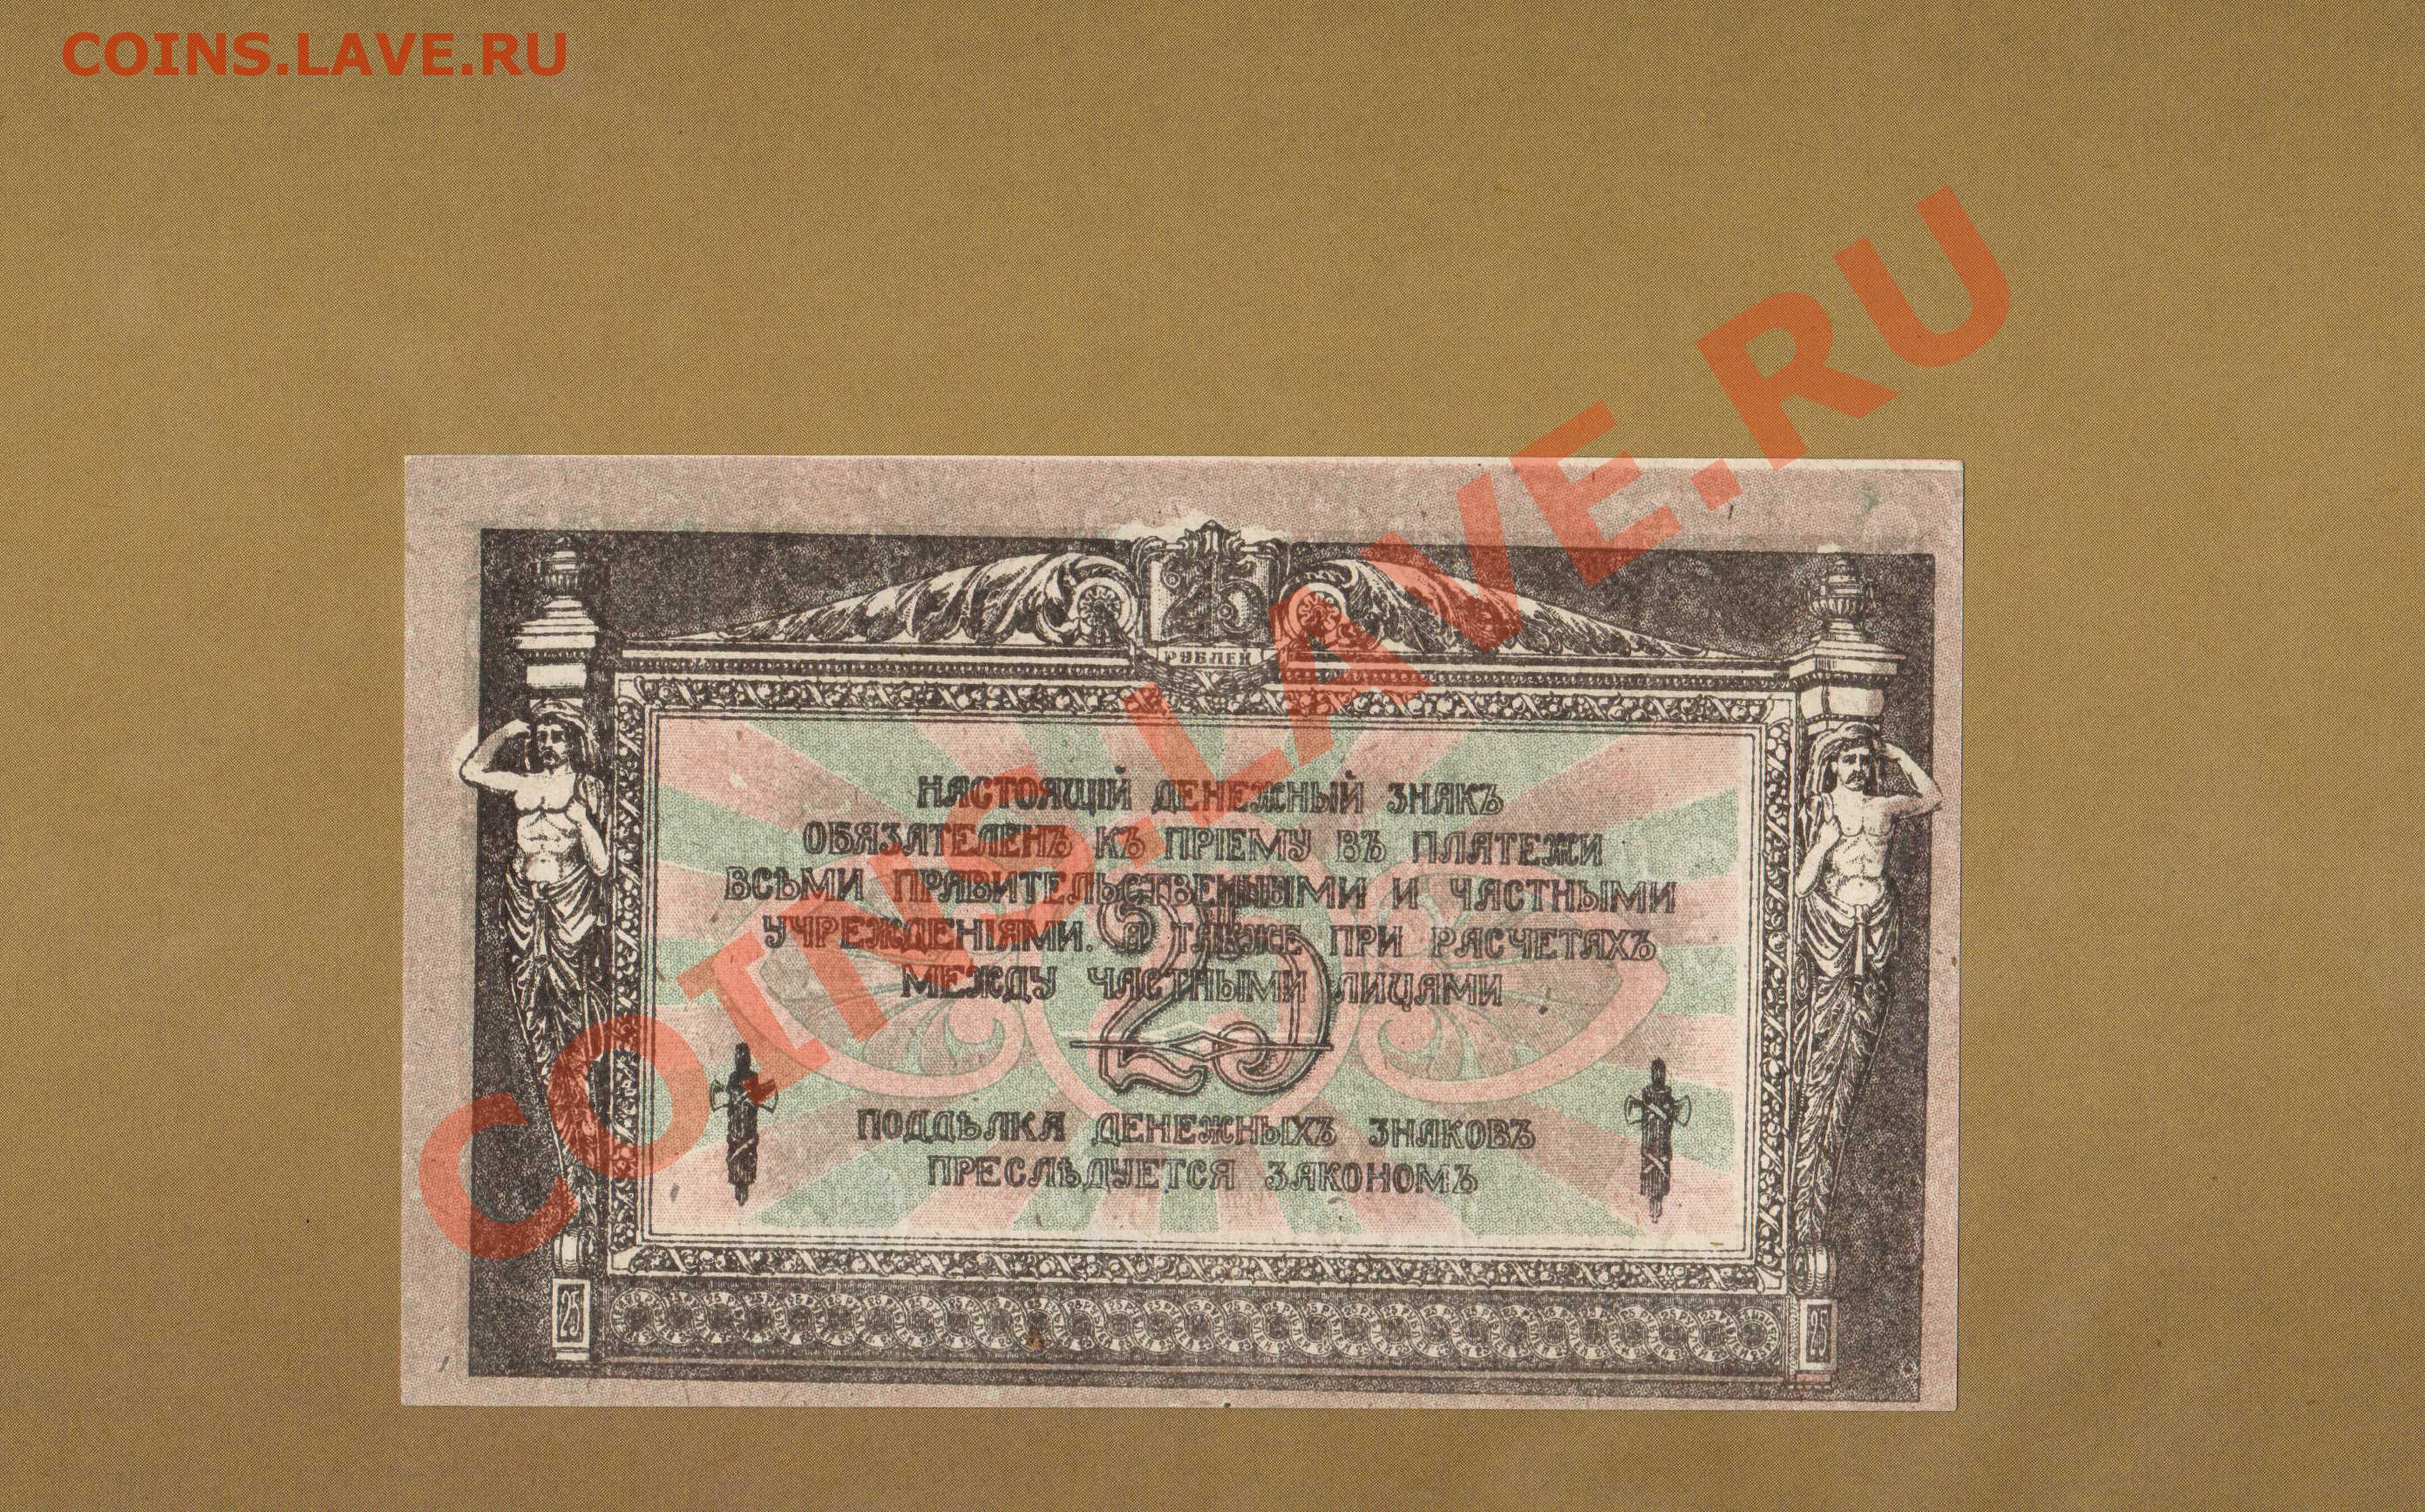 COINS.LAVE.RU
25
РУБЛЕЙ
НАСТОЯЩІЙ ДЕНЕЖНЫЙ ЗНАКЪ
ОБЯЗАТЕЛЕНЪ КЪ ПРІЕМУ ВЪ ПЛАТЕЖИ
ВСѢМИ ПРАВИТЕЛЬСТВЕННЫМИ И ЧАСТНЫМИ
УЧРЕЖДЕНІЯМИ. А ТАКЖЕ ПРИ РАСЧЕТАХЪ
МЕЖДУ ЧАСТНЫМИ ЛИЦАМИ
25
ПОДДѢЛКА ДЕНЕЖНЫХЪ ЗНАКОВЪ
ПРЕСЛѢДУЕТСЯ ЗАКОНОМЪ
25 25
COINS.LAVE.RU